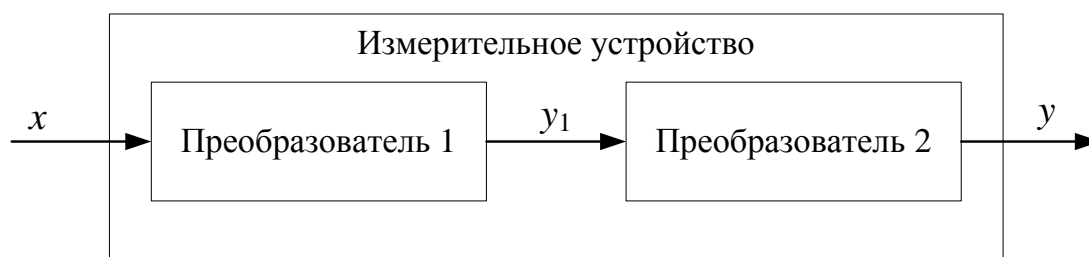 Измерительное устройство
x
Преобразователь 1
y₁
Преобразователь 2
y